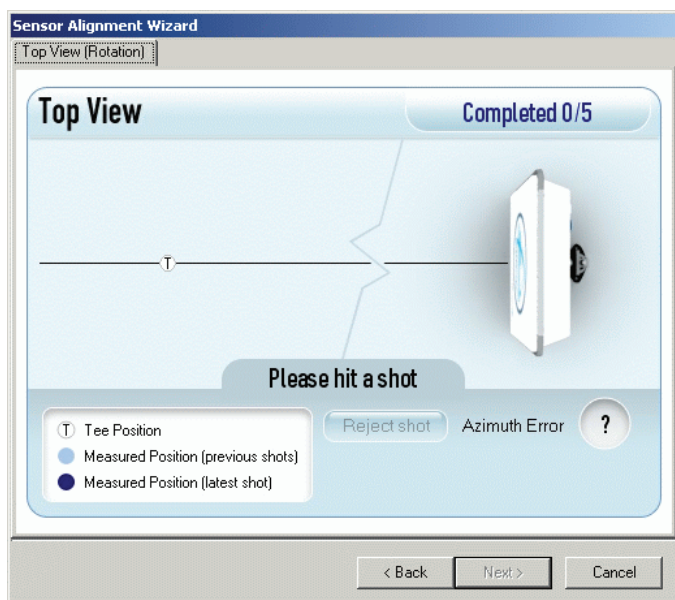 Sensor Alignment Wizard
Top View (Rotation)
Top View
Completed 0/5
T
Please hit a shot
T Tee Position
Reject shot
Azimuth Error
?
Measured Position (previous shots)
Measured Position (latest shot)
< Back
Next >
Cancel